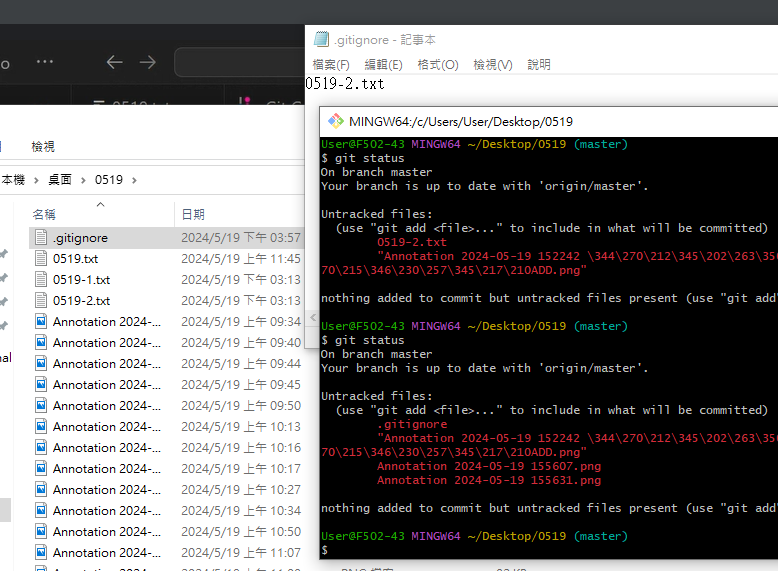 .gitignore - 記事本
檔案(F) 編輯(E) 格式(O) 檢視(V) 說明
0519-2.txt
檢視
本機 › 桌面 › 0519 ›
名稱 日期
.gitignore 2024/5/19 下午 03:57
0519.txt 2024/5/19 上午 11:45
0519-1.txt 2024/5/19 下午 03:13
0519-2.txt 2024/5/19 下午 03:13
Annotation 2024-... 2024/5/19 上午 09:34
Annotation 2024-... 2024/5/19 上午 09:40
Annotation 2024-... 2024/5/19 上午 09:44
Annotation 2024-... 2024/5/19 上午 09:45
Annotation 2024-... 2024/5/19 上午 09:50
Annotation 2024-... 2024/5/19 上午 10:13
Annotation 2024-... 2024/5/19 上午 10:16
Annotation 2024-... 2024/5/19 上午 10:17
Annotation 2024-... 2024/5/19 上午 10:27
Annotation 2024-... 2024/5/19 上午 10:34
Annotation 2024-... 2024/5/19 上午 10:50
Annotation 2024-... 2024/5/19 上午 11:07
MINGW64:/c/Users/User/Desktop/0519
User@F502-43 MINGW64 ~/Desktop/0519 (master)
$ git status
On branch master
Your branch is up to date with 'origin/master'.
Untracked files:
(use "git add <file>..." to include in what will be committed)
0519-2.txt
"Annotation 2024-05-19 152242 \344\270\212\345\202\263\35
70\215\346\230\257\345\217\210ADD.png"
nothing added to commit but untracked files present (use "git add"
User@F502-43 MINGW64 ~/Desktop/0519 (master)
$ git status
On branch master
Your branch is up to date with 'origin/master'.
Untracked files:
(use "git add <file>..." to include in what will be committed)
.gitignore
"Annotation 2024-05-19 152242 \344\270\212\345\202\263\35
70\215\346\230\257\345\217\210ADD.png"
Annotation 2024-05-19 155607.png
Annotation 2024-05-19 155631.png
nothing added to commit but untracked files present (use "git add"
User@F502-43 MINGW64 ~/Desktop/0519 (master)
$